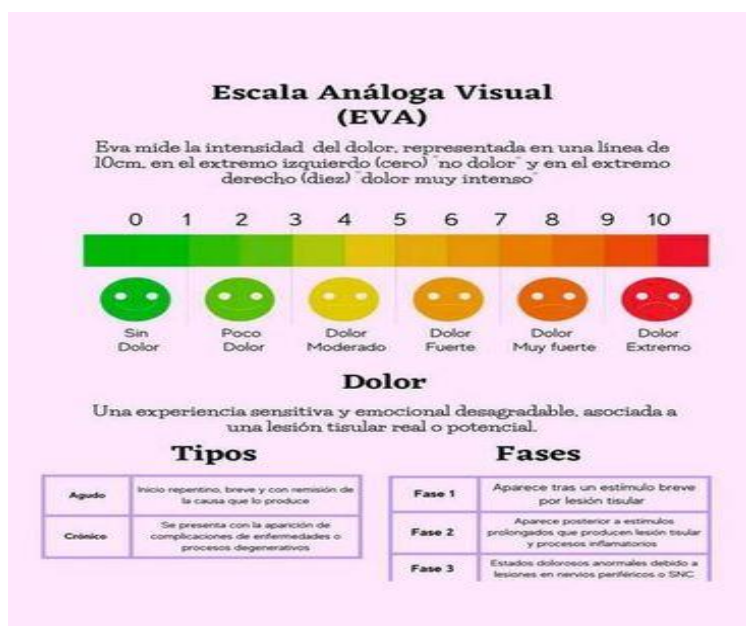 Escala Análoga Visual
(EVA)
Eva mide la intensidad del dolor, representada en una línea de
10cm, en el extremo izquierdo (cero) "no dolor" y en el extremo
derecho (diez) "dolor muy intenso"
0 1 2 3 4 5 6 7 8 9 10
Sin
Dolor
Poco
Dolor
Dolor
Moderado
Dolor
Fuerte
Dolor
Muy fuerte
Dolor
Extremo
Dolor
Una experiencia sensitiva y emocional desagradable, asociada a
una lesión tisular real o potencial.
Tipos
Agudo
Inicio repentino, breve y con remisión de
la causa que lo produce
Crónico
Se presenta con la aparición de
complicaciones de enfermedades o
procesos degenerativos
Fases
Fase 1
Aparece tras un estímulo breve
por lesión tisular
Fase 2
Aparece posterior a estímulos
prolongados que producen lesión tisular
y procesos inflamatorios
Fase 3
Estados dolorosos anormales debido a
lesiones en nervios periféricos o SNC